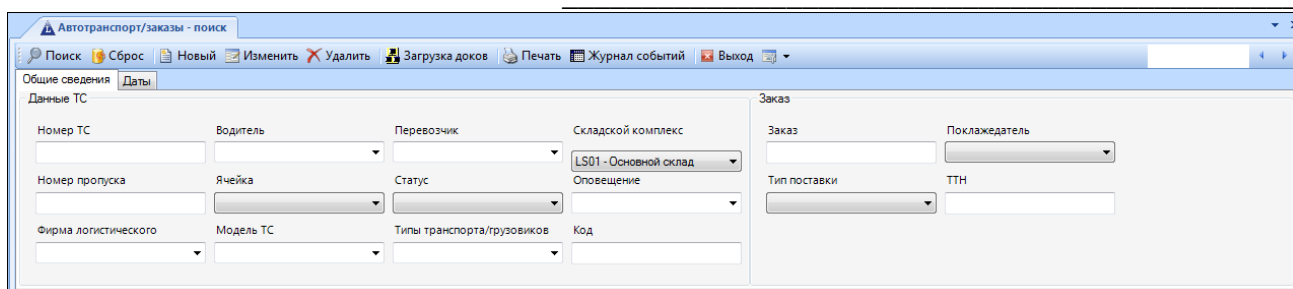 Автотранспорт/заказы - поиск
Поиск Сброс Новый Изменить Удалить Загрузка доков Печать Журнал событий Выход
Общие сведения Даты
Данные ТС Заказ
Номер ТС Водитель Перевозчик Складской комплекс Заказ Поклажедатель
LS01 - Основной склад
Номер пропуска Ячейка Статус Оповещение Тип поставки ТТН
Фирма логистического Модель ТС Типы транспорта/грузовиков Код